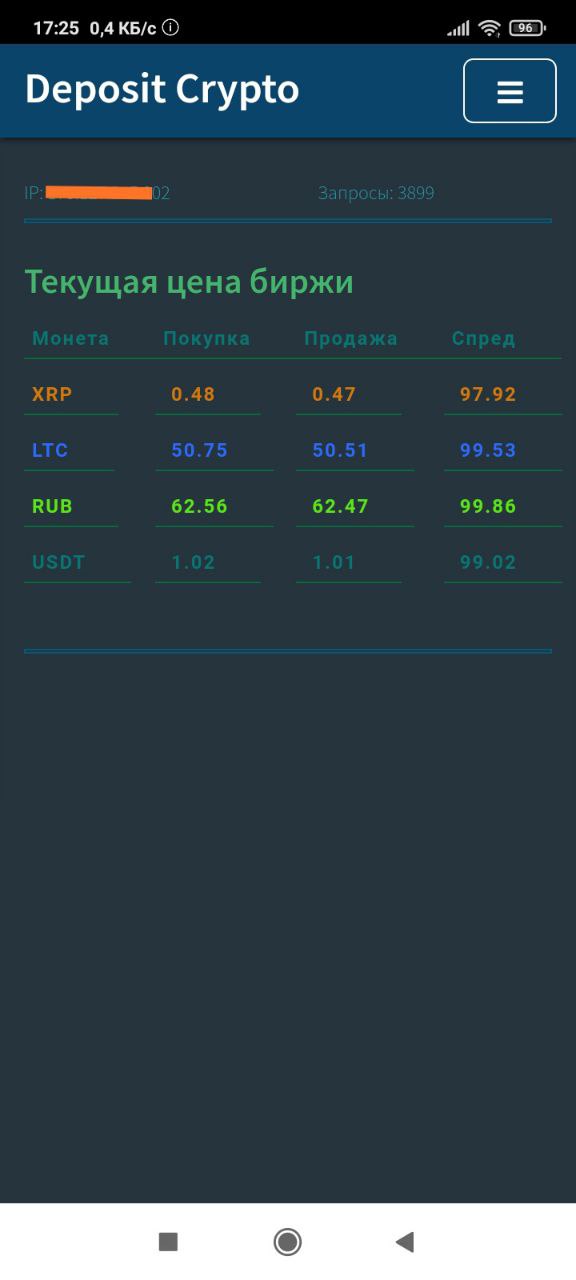 17:25 0,4 КБ/с 96
Deposit Crypto
IP: 02 Запросы: 3899
Текущая цена биржи
Монета Покупка Продажа Спред
XRP 0.48 0.47 97.92
LTC 50.75 50.51 99.53
RUB 62.56 62.47 99.86
USDT 1.02 1.01 99.02